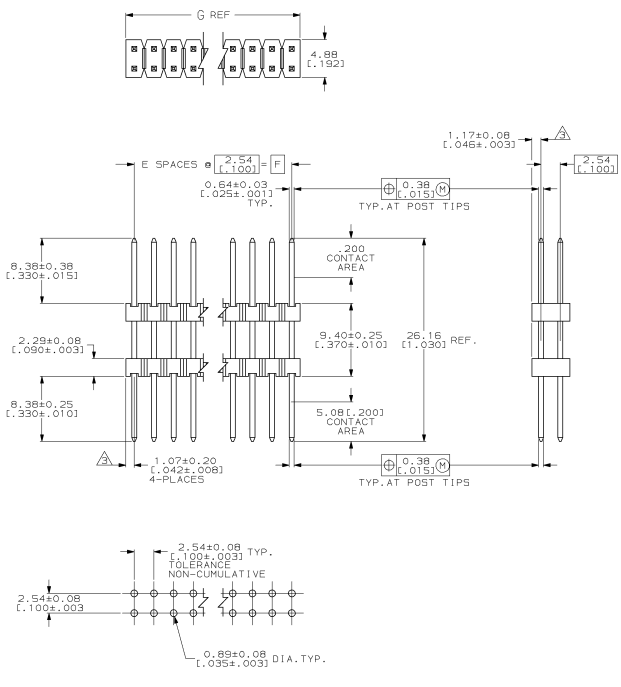 G REF
4.88
[.192]
1.17±0.08
[.046±.003]
3
2.54
[.100]
E SPACES @ 2.54 [.100] = F
0.64±0.03
[.025±.001]
TYP.
0.38
[.015] M
TYP.AT POST TIPS
8.38±0.38
[.330±.015]
.200
CONTACT
AREA
2.29±0.08
[.090±.003]
9.40±0.25
[.370±.010]
26.16
[1.030] REF.
8.38±0.25
[.330±.010]
5.08[.200]
CONTACT
AREA
3
1.07±0.20
[.042±.008]
4-PLACES
0.38
[.015] M
TYP.AT POST TIPS
2.54±0.08
[.100±.003] TYP.
TOLERANCE
NON-CUMULATIVE
2.54±0.08
[.100±.003
0.89±0.08
[.035±.003] DIA.TYP.